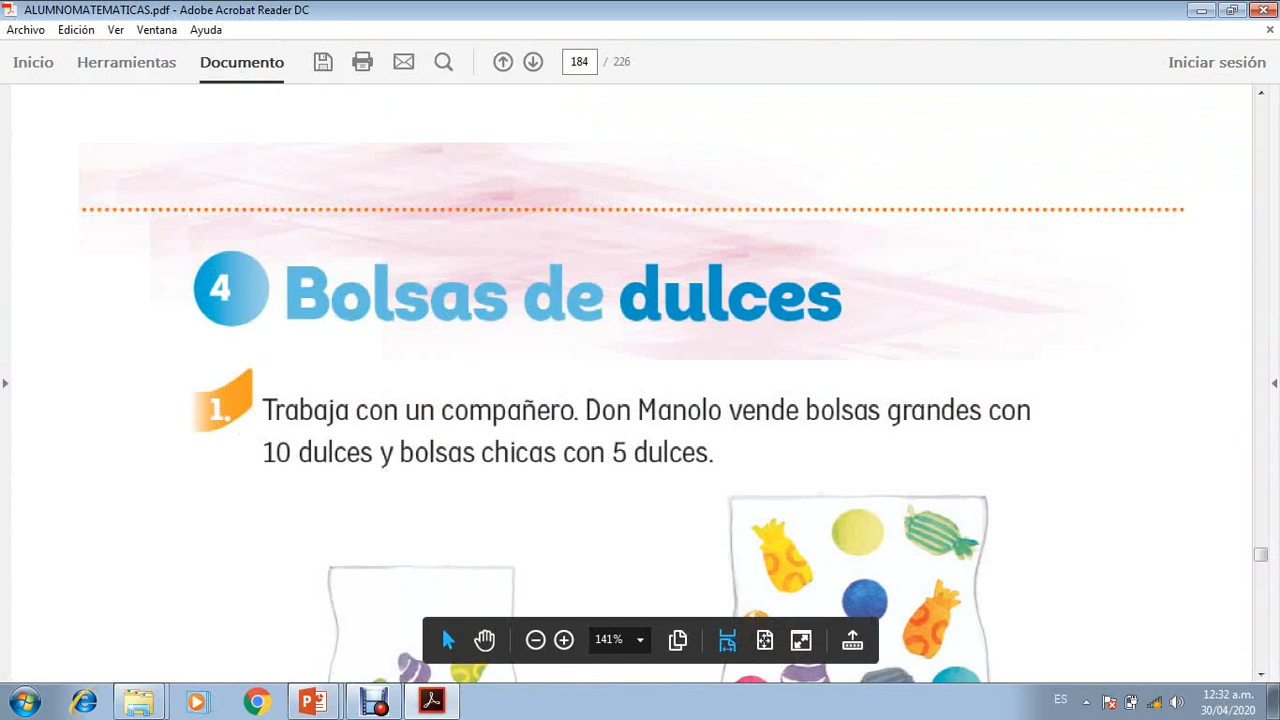 ALUMNOMATEMATICAS.pdf - Adobe Acrobat Reader DC
Archivo Edición Ver Ventana Ayuda
Inicio Herramientas Documento 184 / 226 Iniciar sesión
4 Bolsas de dulces
1. Trabaja con un compañero. Don Manolo vende bolsas grandes con
10 dulces y bolsas chicas con 5 dulces.
141%
ES 12:32 a.m.
30/04/2020